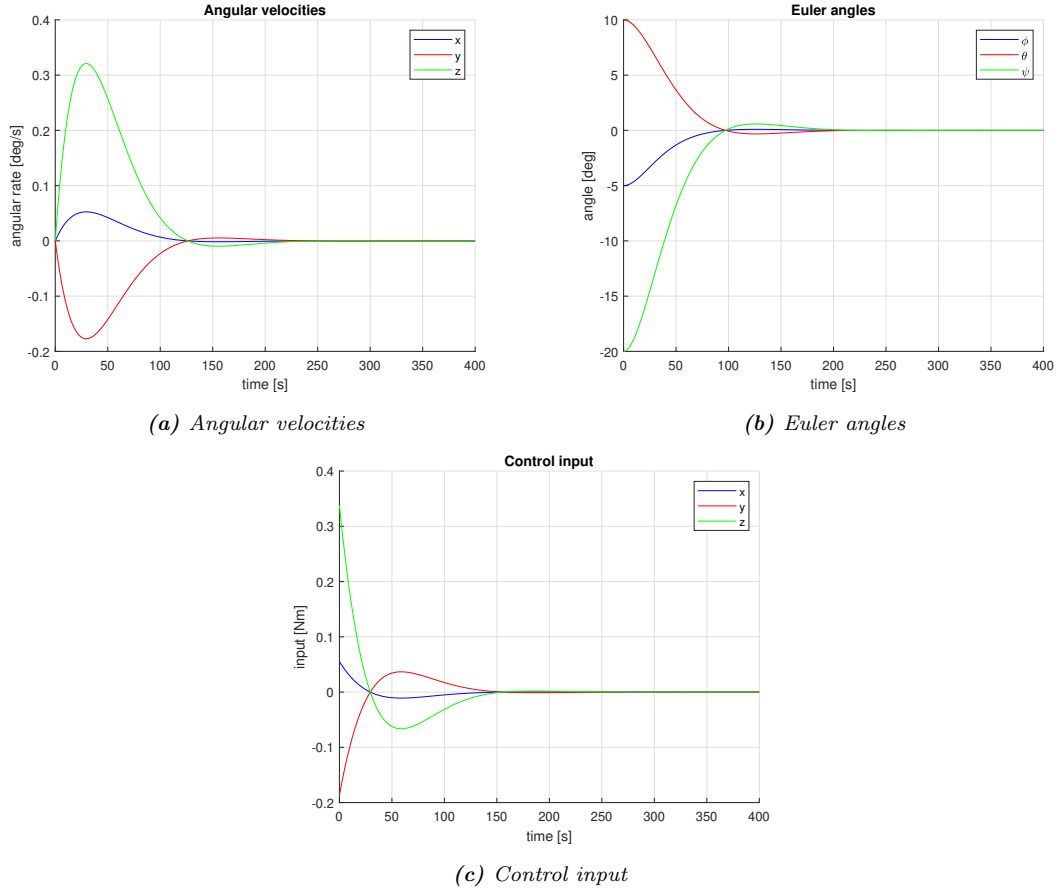 Angular velocities
0.4
0.3
0.2
0.1
0
-0.1
-0.2
angular rate [deg/s]
x
y
z
0 50 100 150 200 250 300 350 400
time [s]
(a) Angular velocities
Euler angles
10
5
0
-5
-10
-15
-20
angle [deg]
ϕ
θ
ψ
0 50 100 150 200 250 300 350 400
time [s]
(b) Euler angles
Control input
0.4
0.3
0.2
0.1
0
-0.1
-0.2
input [Nm]
x
y
z
0 50 100 150 200 250 300 350 400
time [s]
(c) Control input